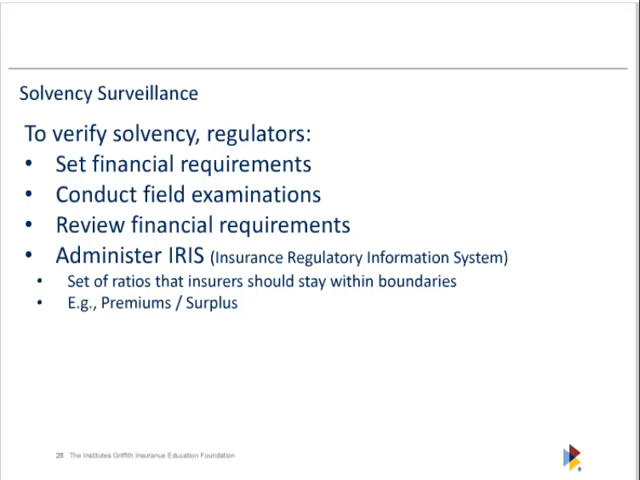 Solvency Surveillance
To verify solvency, regulators:
• Set financial requirements
• Conduct field examinations
• Review financial requirements
• Administer IRIS (Insurance Regulatory Information System)
• Set of ratios that insurers should stay within boundaries
• E.g., Premiums / Surplus
28 The Institutes Griffith Insurance Education Foundation